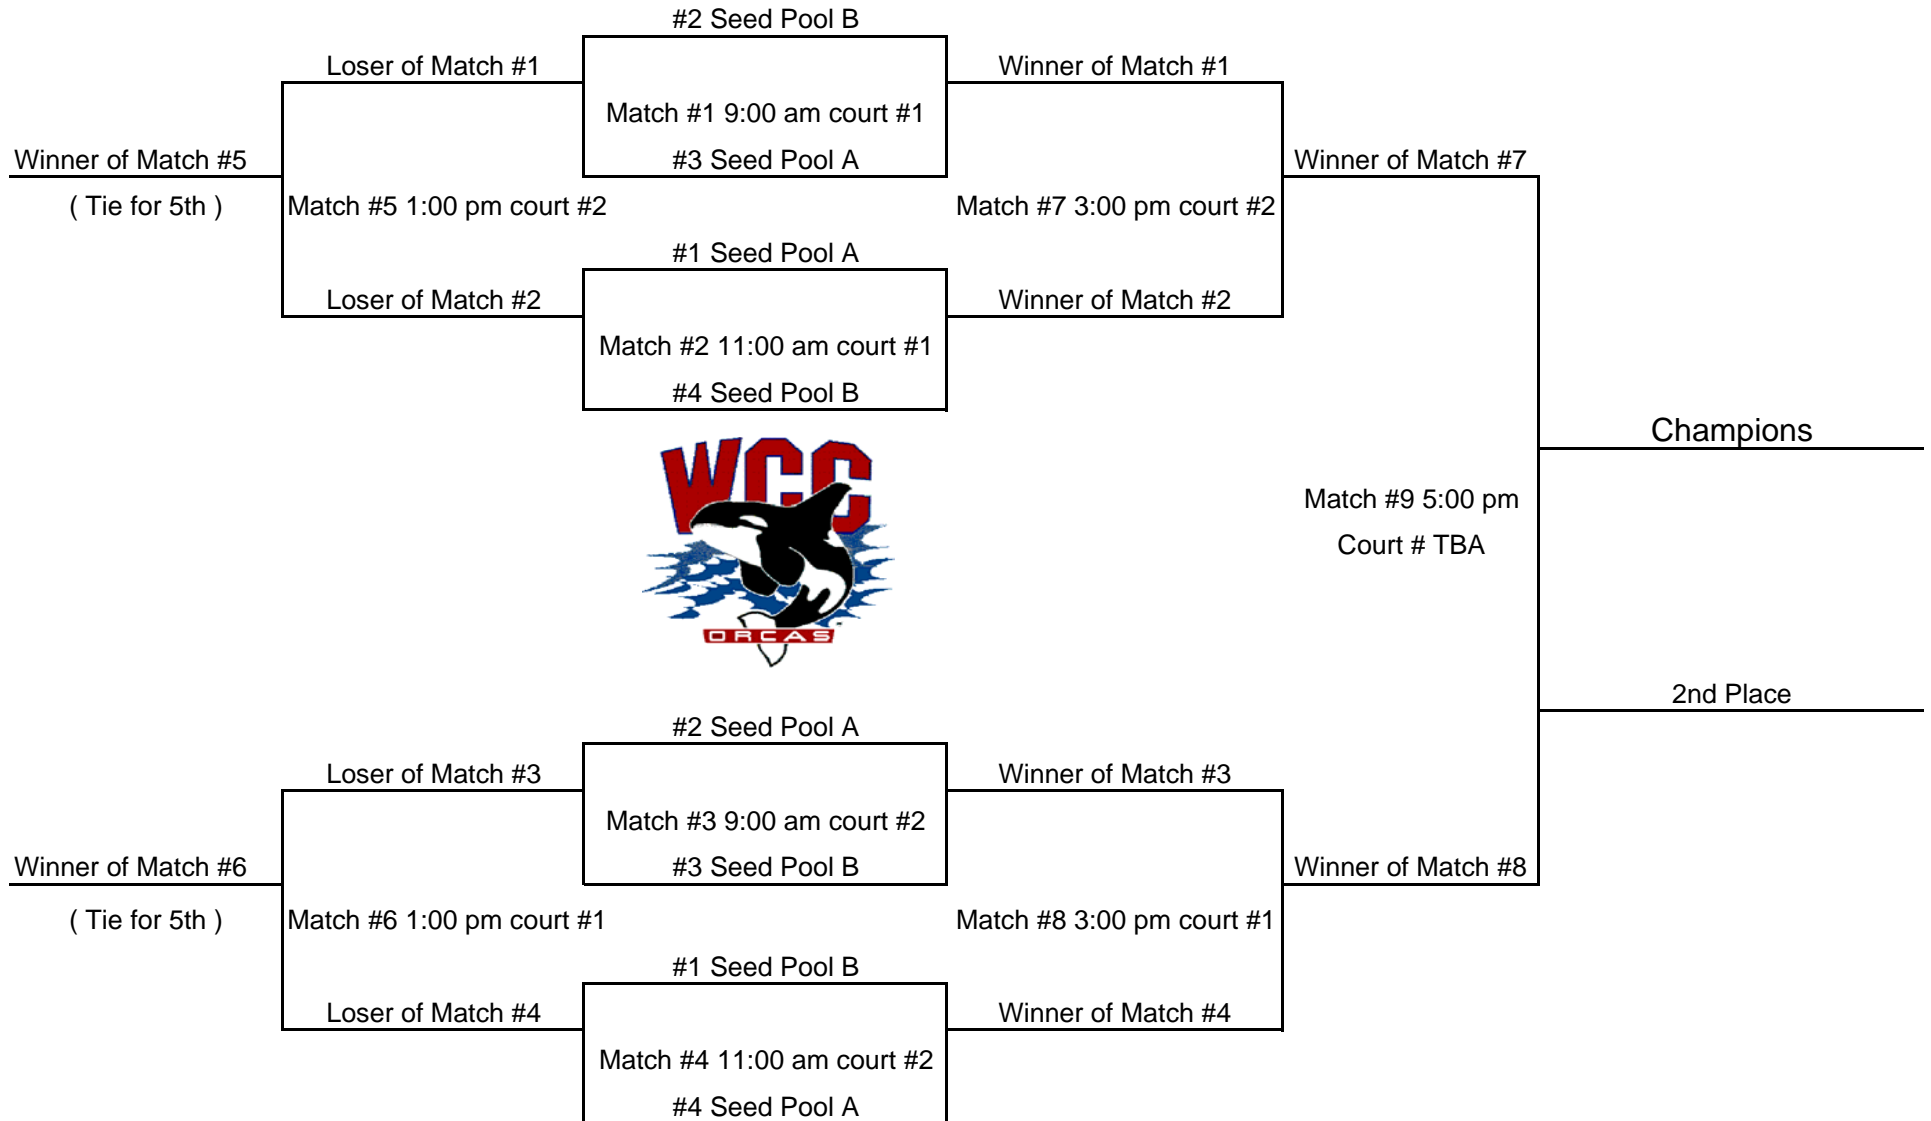 #2 Seed Pool B
Loser of Match #1
Winner of Match #1
Match #1 9:00 am court #1
Winner of Match #5
#3 Seed Pool A
Winner of Match #7
( Tie for 5th )
Match #5 1:00 pm court #2
Match #7 3:00 pm court #2
#1 Seed Pool A
Loser of Match #2
Winner of Match #2
Match #2 11:00 am court #1
#4 Seed Pool B
Champions
WCC
Match #9 5:00 pm
Court # TBA
ORCAS
2nd Place
#2 Seed Pool A
Loser of Match #3
Winner of Match #3
Match #3 9:00 am court #2
Winner of Match #6
#3 Seed Pool B
Winner of Match #8
( Tie for 5th )
Match #6 1:00 pm court #1
Match #8 3:00 pm court #1
#1 Seed Pool B
Loser of Match #4
Winner of Match #4
Match #4 11:00 am court #2
#4 Seed Pool A